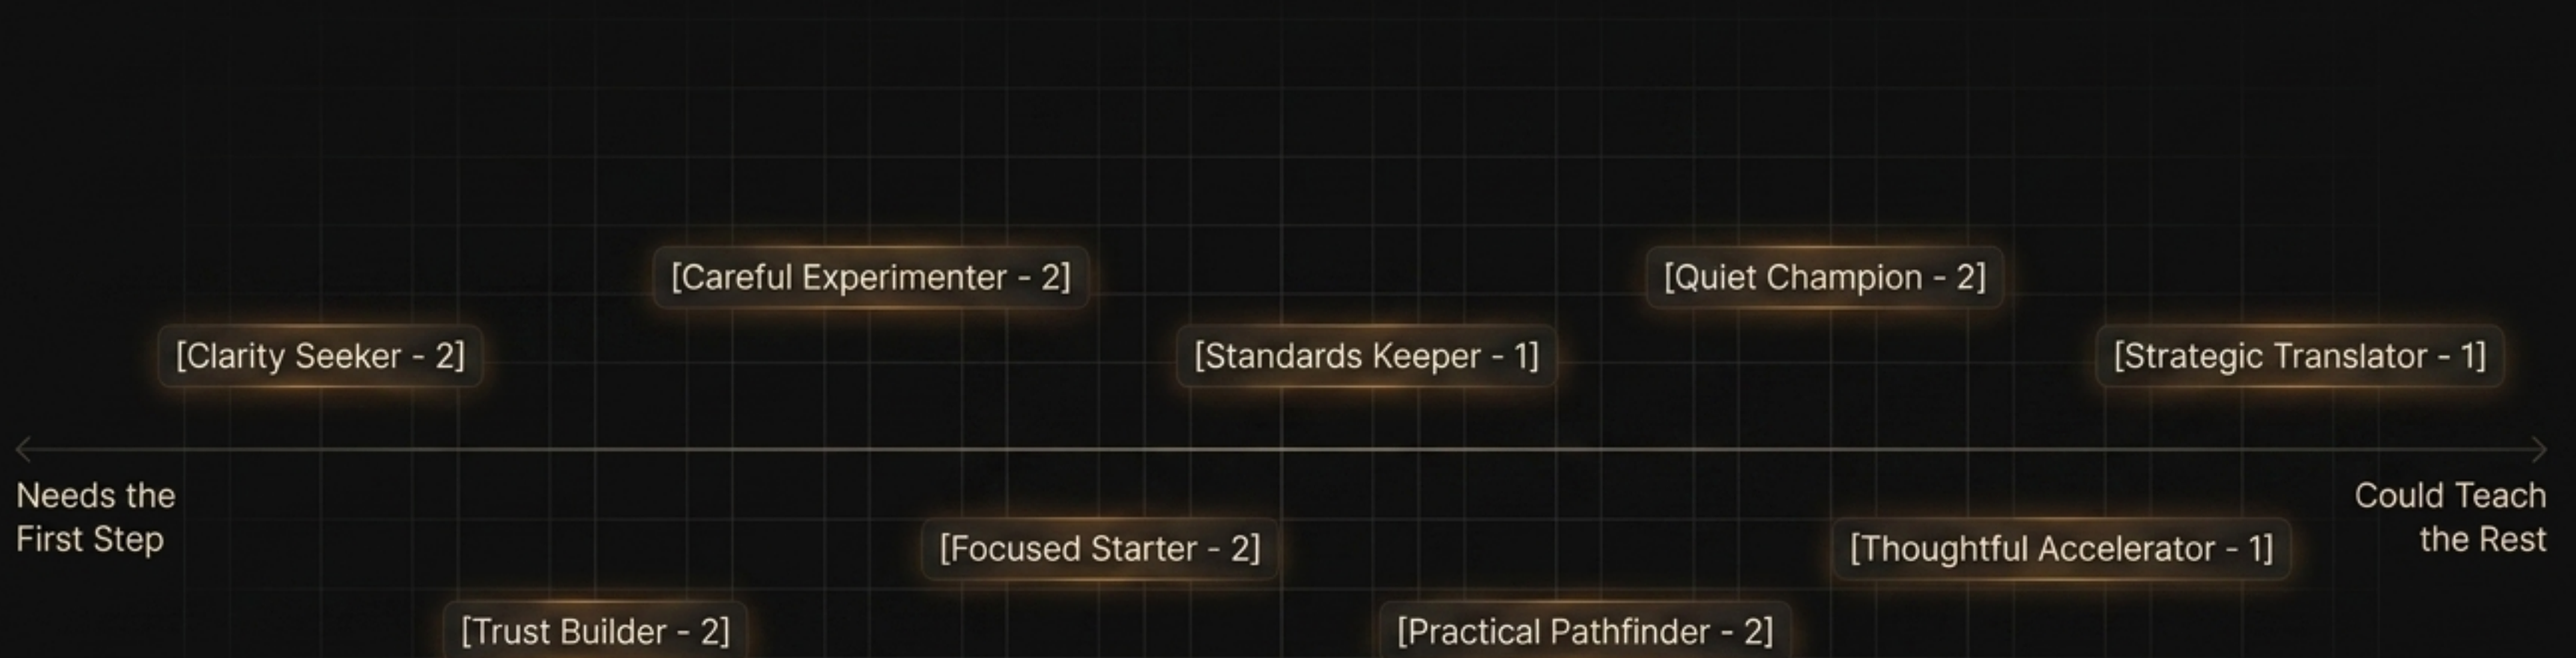 [Careful Experimenter - 2]
[Quiet Champion - 2]
[Clarity Seeker - 2]
[Standards Keeper - 1]
[Strategic Translator - 1]
Needs the
First Step
Could Teach
the Rest
[Focused Starter - 2]
[Thoughtful Accelerator - 1]
[Trust Builder - 2]
[Practical Pathfinder - 2]